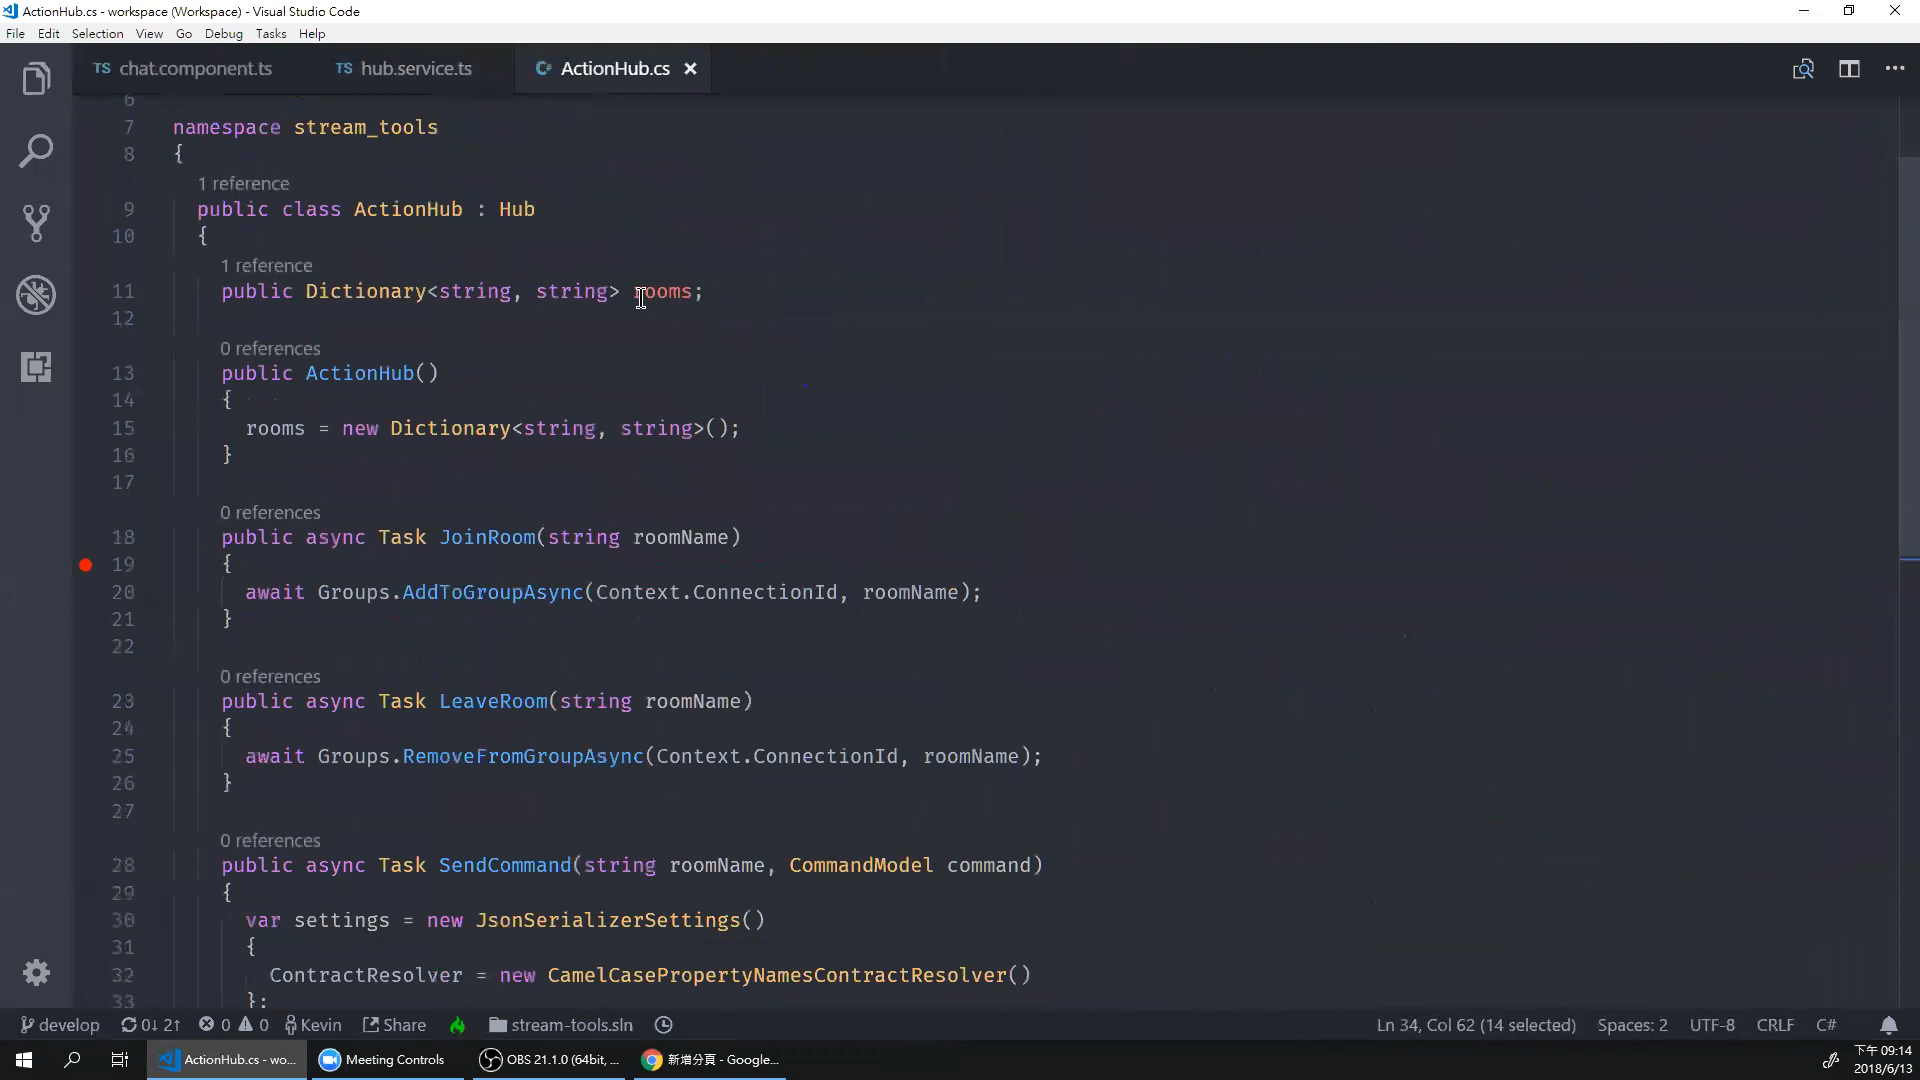 ActionHub.cs - workspace (Workspace) - Visual Studio Code
File Edit Selection View Go Debug Tasks Help
TS chat.component.ts TS hub.service.ts ActionHub.cs
6
7 namespace stream_tools
8 {
1 reference
9 public class ActionHub : Hub
10 {
1 reference
11 public Dictionary<string, string> rooms;
12
0 references
13 public ActionHub()
14 {
15 rooms = new Dictionary<string, string>();
16 }
17
0 references
18 public async Task JoinRoom(string roomName)
19 {
20 await Groups.AddToGroupAsync(Context.ConnectionId, roomName);
21 }
22
0 references
23 public async Task LeaveRoom(string roomName)
24 {
25 await Groups.RemoveFromGroupAsync(Context.ConnectionId, roomName);
26 }
27
0 references
28 public async Task SendCommand(string roomName, CommandModel command)
29 {
30 var settings = new JsonSerializerSettings()
31 {
32 ContractResolver = new CamelCasePropertyNamesContractResolver()
33 };
develop 0↓ 2↑ 0 0 Kevin Share stream-tools.sln Ln 34, Col 62 (14 selected) Spaces: 2 UTF-8 CRLF C#
ActionHub.cs - wo... Meeting Controls OBS 21.1.0 (64bit, ... 新增分頁 - Google... 下午 09:14
2018/6/13